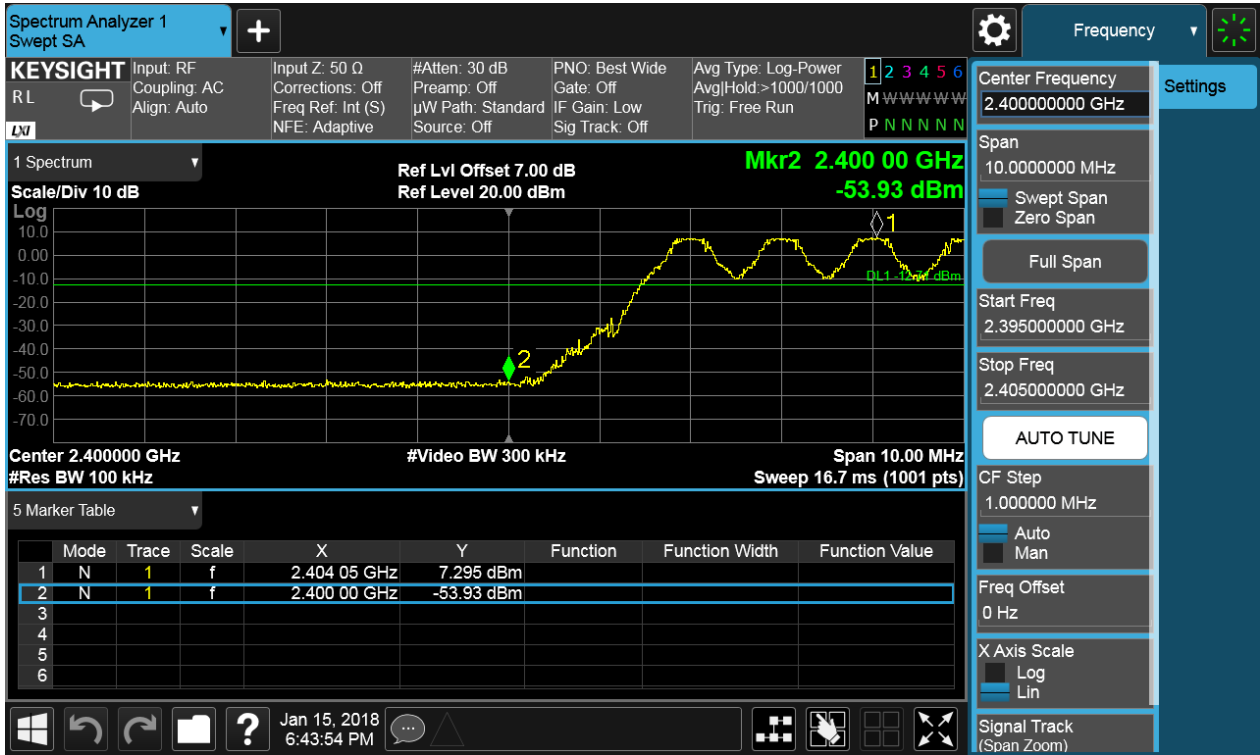 Spectrum Analyzer 1
Swept SA
+
Frequency
KEYSIGHT
RL
LXI
Input: RF
Coupling: AC
Align: Auto
Input Z: 50 Ω
Corrections: Off
Freq Ref: Int (S)
NFE: Adaptive
#Atten: 30 dB
Preamp: Off
µW Path: Standard
Source: Off
PNO: Best Wide
Gate: Off
IF Gain: Low
Sig Track: Off
Avg Type: Log-Power
Avg|Hold:>1000/1000
Trig: Free Run
1 2 3 4 5 6
M W W W W W
P N N N N N
1 Spectrum
Scale/Div 10 dB
Ref Lvl Offset 7.00 dB
Ref Level 20.00 dBm
Mkr2 2.400 00 GHz
-53.93 dBm
Log
10.0
0.00
-10.0
-20.0
-30.0
-40.0
-50.0
-60.0
-70.0
1
2
DL1 -12.71 dBm
Center 2.400000 GHz
#Video BW 300 kHz
Span 10.00 MHz
#Res BW 100 kHz
Sweep 16.7 ms (1001 pts)
5 Marker Table
Mode Trace Scale X Y Function Function Width Function Value
1 N 1 f 2.404 05 GHz 7.295 dBm
2 N 1 f 2.400 00 GHz -53.93 dBm
3
4
5
6
?
Jan 15, 2018
6:43:54 PM
Center Frequency
2.400000000 GHz
Settings
Span
10.0000000 MHz
Swept Span
Zero Span
Full Span
Start Freq
2.395000000 GHz
Stop Freq
2.405000000 GHz
AUTO TUNE
CF Step
1.000000 MHz
Auto
Man
Freq Offset
0 Hz
X Axis Scale
Log
Lin
Signal Track
(Span Zoom)